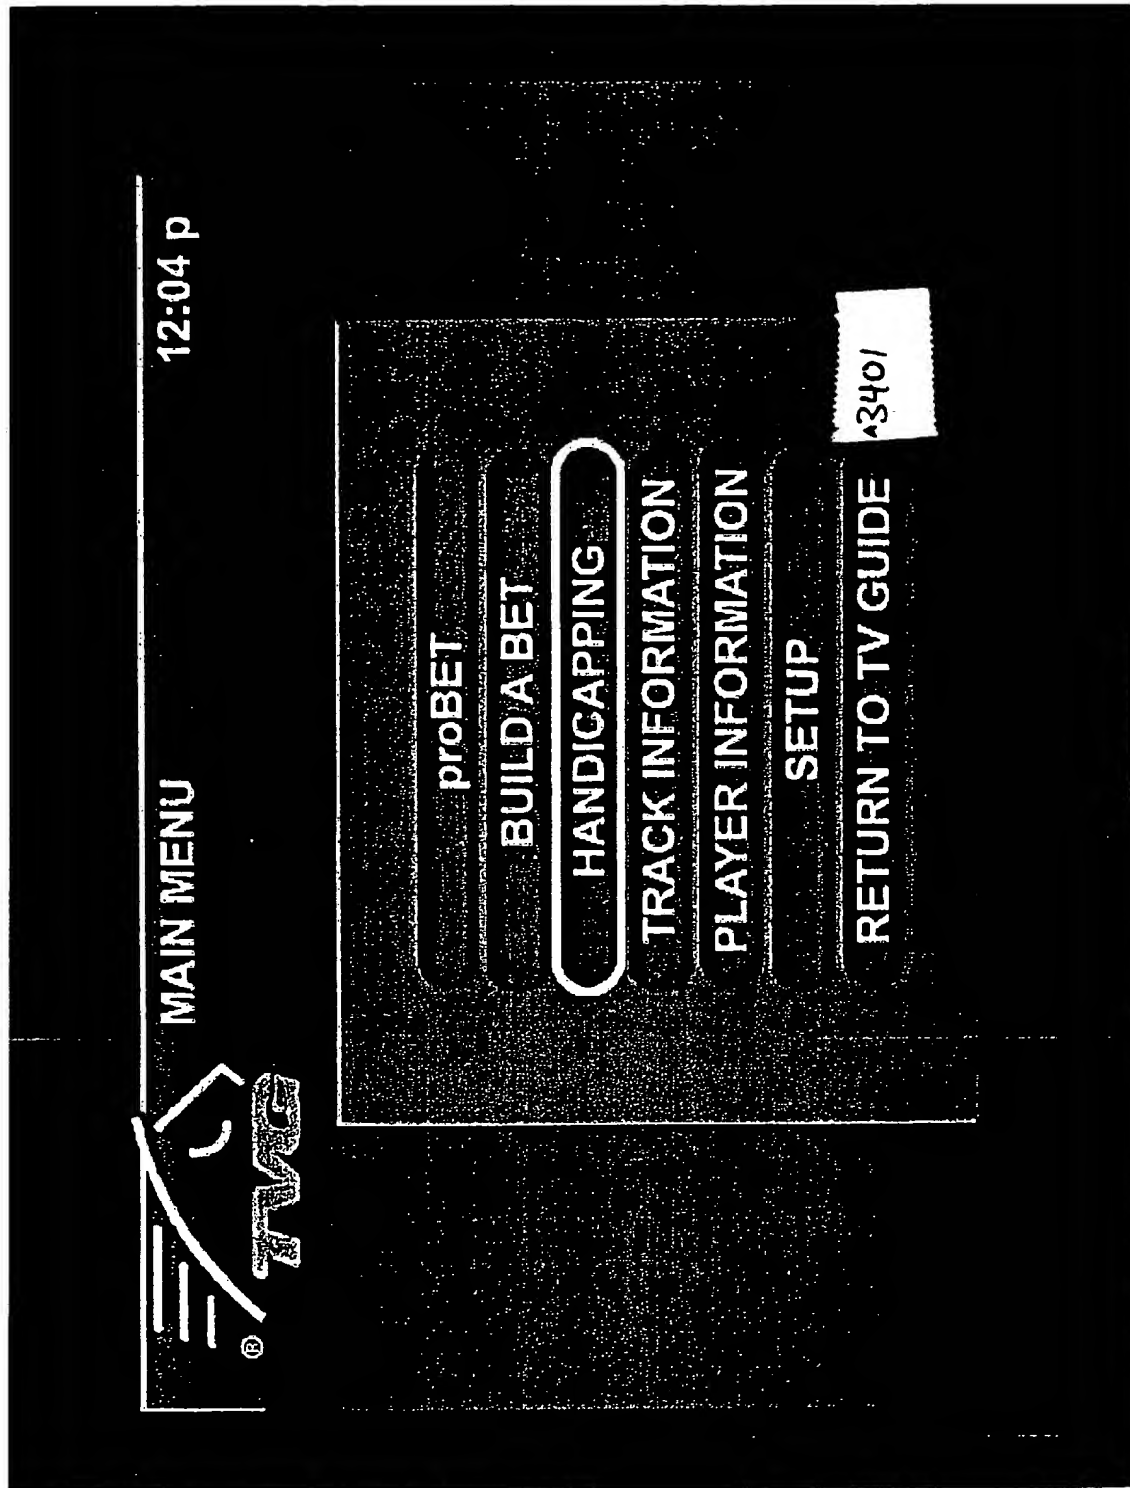 MAIN MENU 12:04 p
® TVG
proBET
BUILD A BET
HANDICAPPING
TRACK INFORMATION
PLAYER INFORMATION
SETUP
RETURN TO TV GUIDE
3401